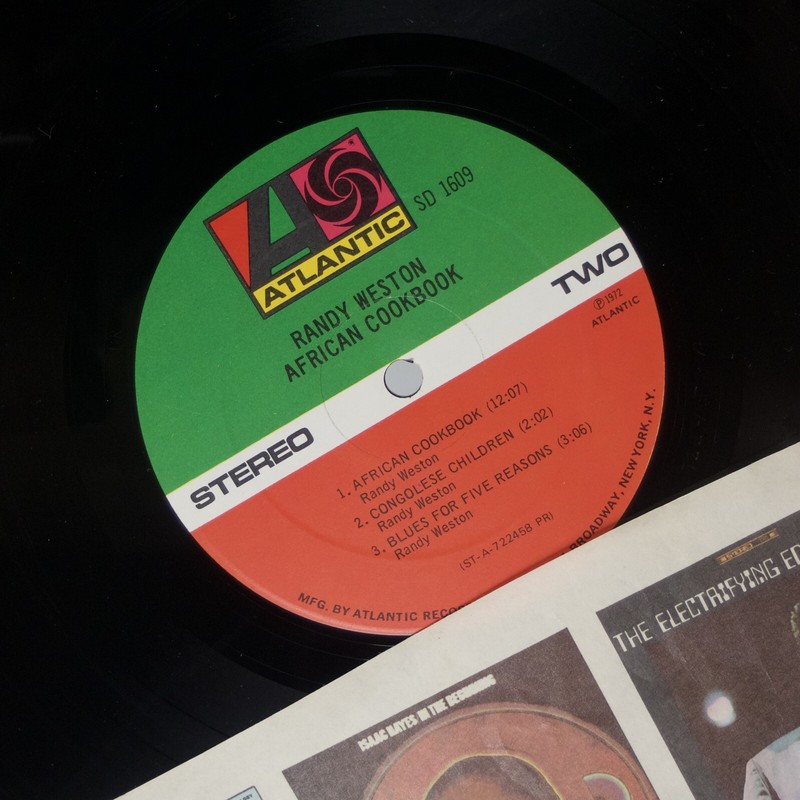 ATLANTIC
SD 1609
RANDY WESTON
AFRICAN COOKBOOK
TWO
℗ 1972
ATLANTIC
STEREO
1. AFRICAN COOKBOOK (12:07)
Randy Weston
2. CONGOLESE CHILDREN (2:02)
Randy Weston
3. BLUES FOR FIVE REASONS (3:06)
Randy Weston
(ST-A-722458 PR)
MFG. BY ATLANTIC RECOR
BROADWAY, NEW YORK, N.Y.
THE ELECTRIFYING
ISAAC HAYES IN THE BEGINNING